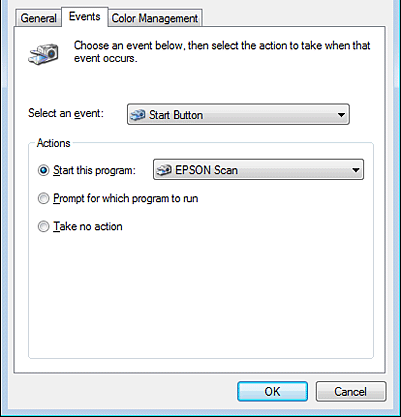 General Events Color Management
Choose an event below, then select the action to take when that
event occurs.
Select an event: Start Button
Actions
Start this program: EPSON Scan
Prompt for which program to run
Take no action
OK Cancel